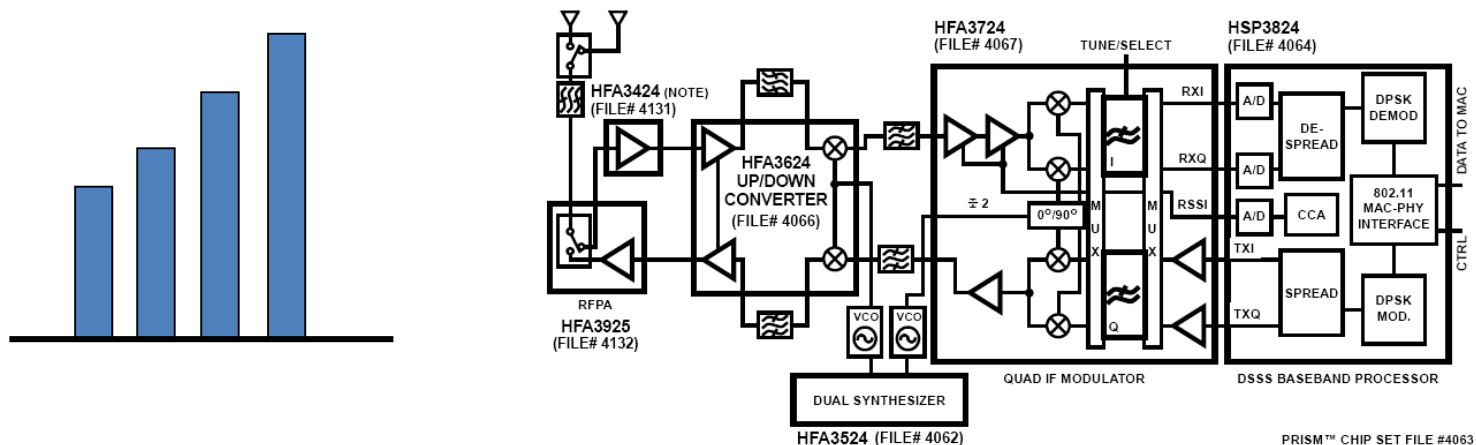 HFA3424 (NOTE)
(FILE# 4131)
HFA3624
UP/DOWN
CONVERTER
(FILE# 4066)
RFPA
HFA3925
(FILE# 4132)
VCO
VCO
DUAL SYNTHESIZER
HFA3524 (FILE# 4062)
HFA3724
(FILE# 4067)
TUNE/SELECT
÷ 2
0°/90°
I
Q
MUX
MUX
RXI
RXQ
RSSI
TXI
TXQ
QUAD IF MODULATOR
HSP3824
(FILE# 4064)
A/D
A/D
A/D
DE-
SPREAD
CCA
SPREAD
DPSK
DEMOD
802.11
MAC-PHY
INTERFACE
DPSK
MOD.
DATA TO MAC
CTRL
DSSS BASEBAND PROCESSOR
PRISM™ CHIP SET FILE #4063